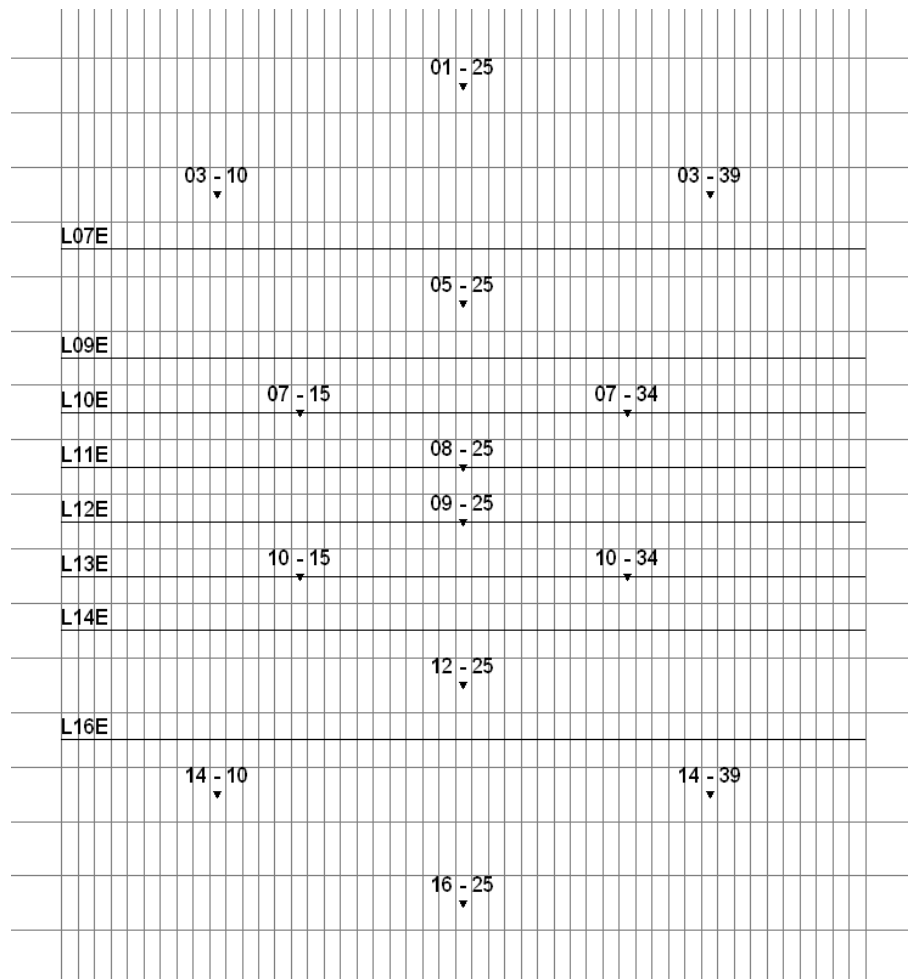 01 - 25
03 - 10 03 - 39
L07E
05 - 25
L09E
L10E 07 - 15 07 - 34
L11E 08 - 25
L12E 09 - 25
L13E 10 - 15 10 - 34
L14E
12 - 25
L16E
14 - 10 14 - 39
16 - 25